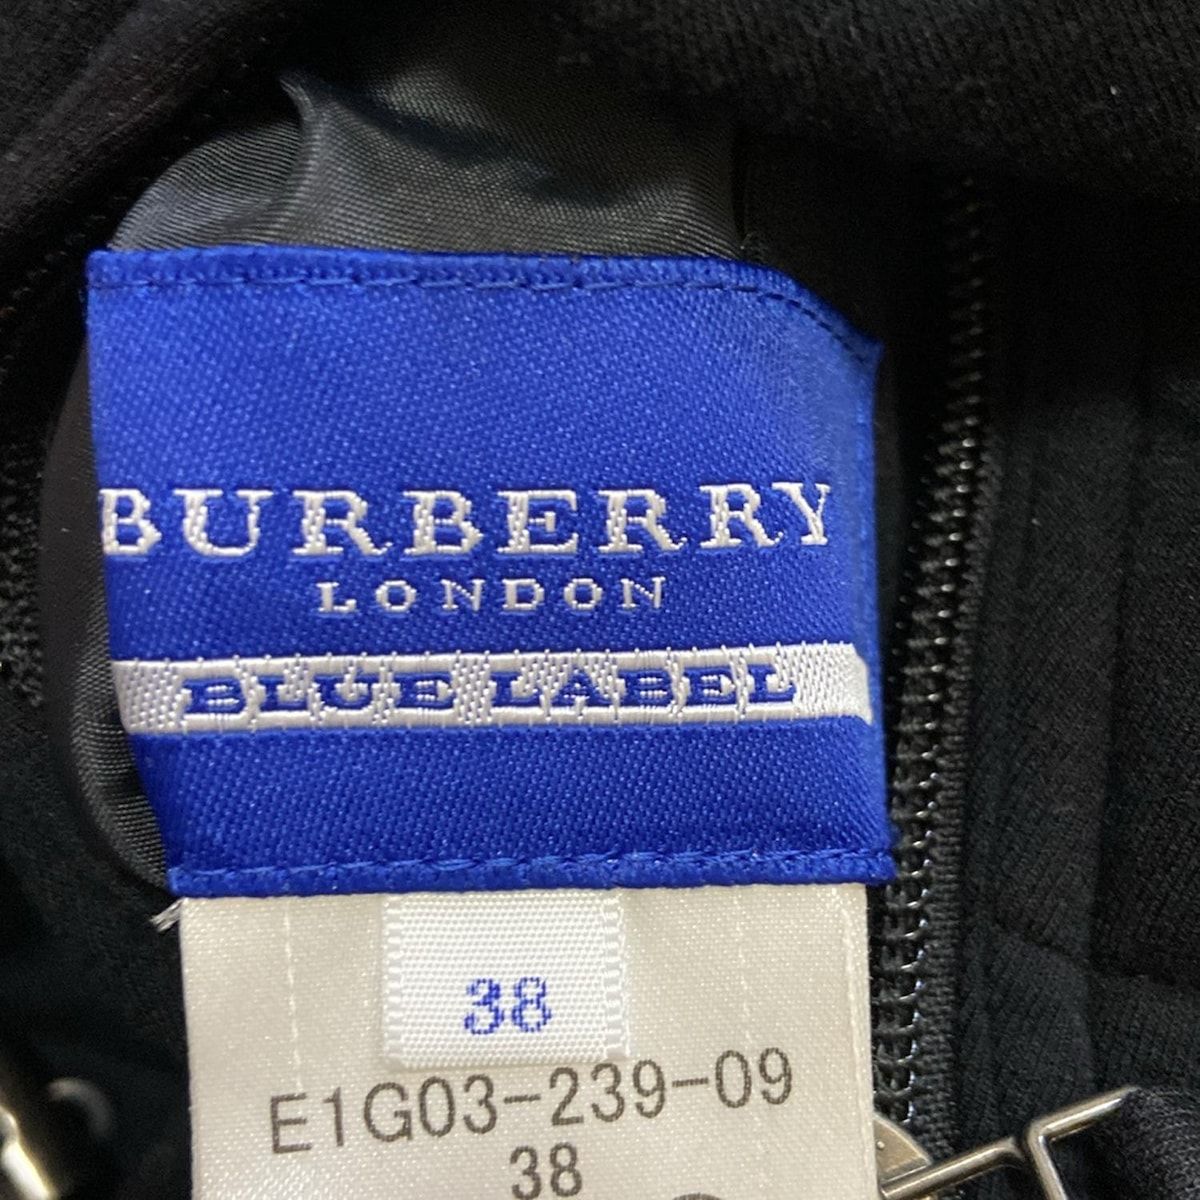 BURBERRY
LONDON
BLUE LABEL
38
E1G03-239-09
38